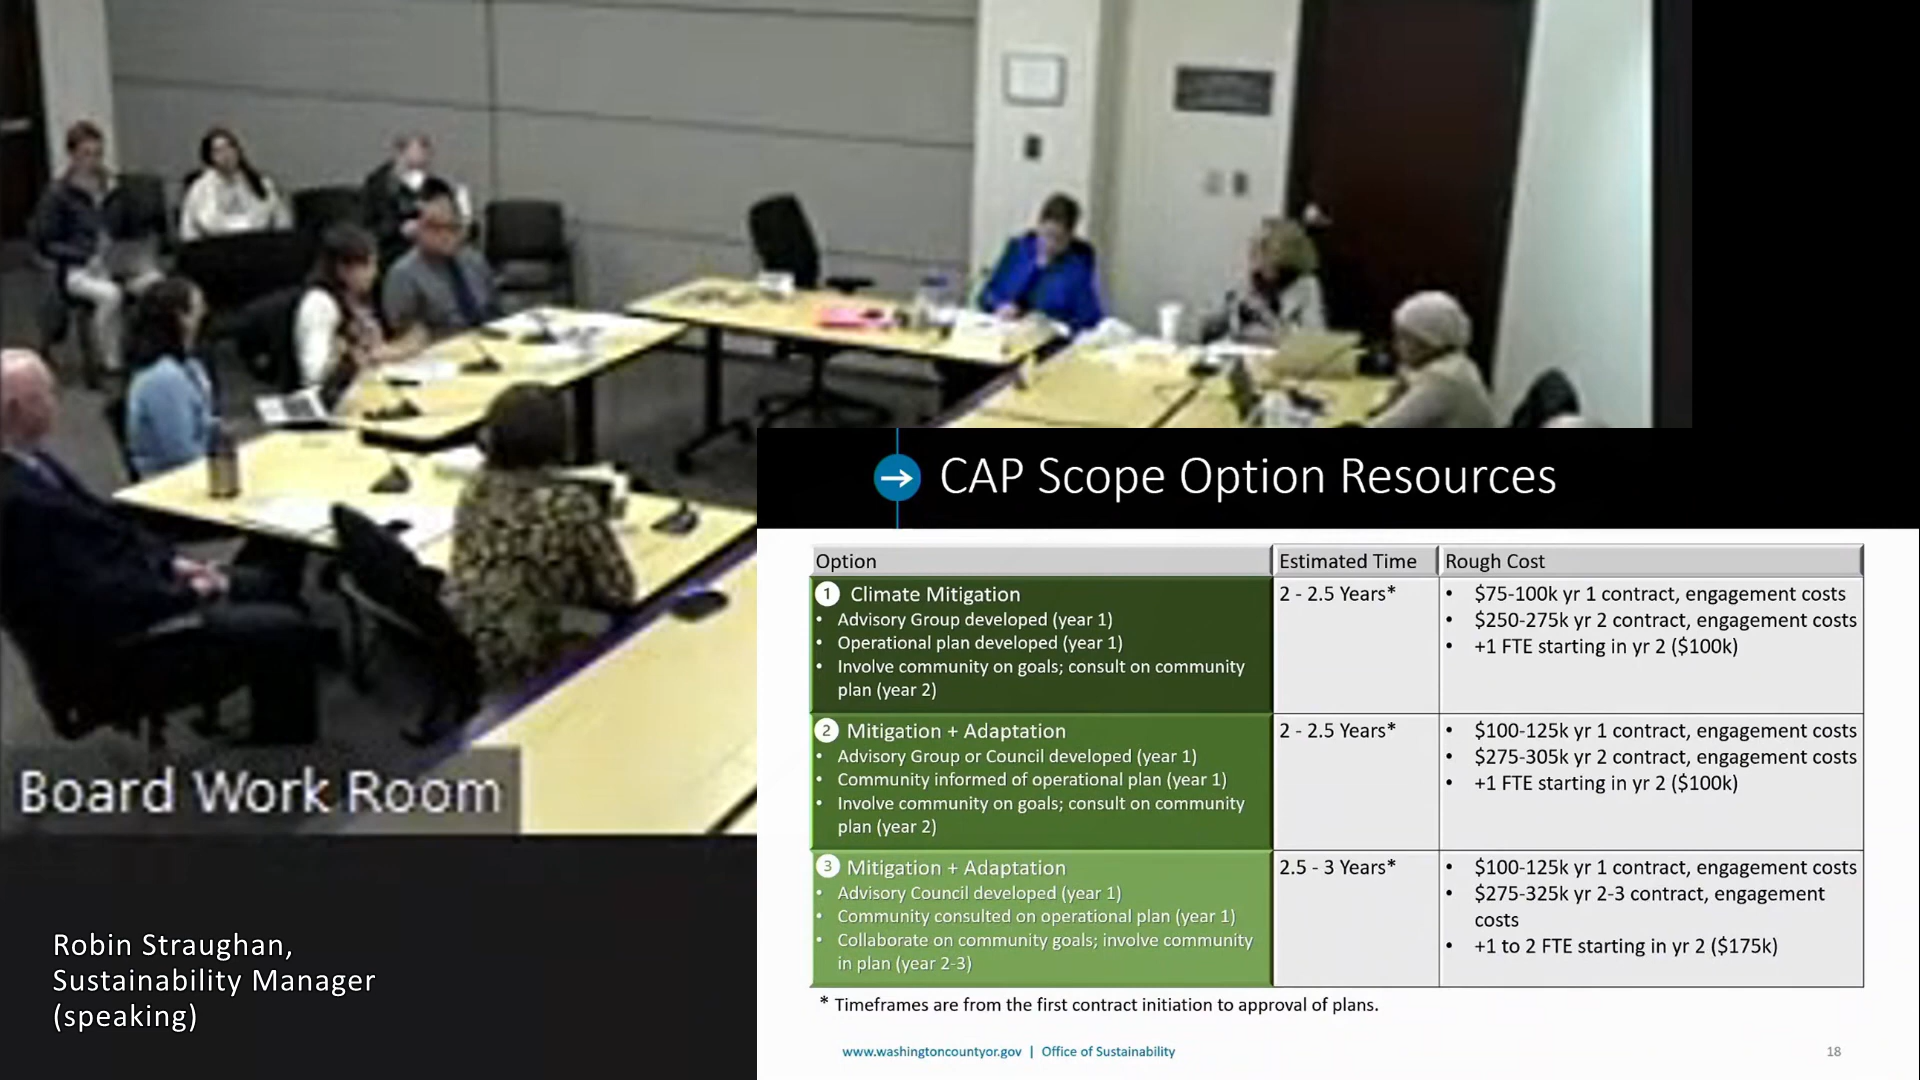 Board Work Room
Robin Straughan,
Sustainability Manager
(speaking)
CAP Scope Option Resources
Option
Estimated Time
Rough Cost
1 Climate Mitigation
• Advisory Group developed (year 1)
• Operational plan developed (year 1)
• Involve community on goals; consult on community
plan (year 2)
2 - 2.5 Years*
• $75-100k yr 1 contract, engagement costs
• $250-275k yr 2 contract, engagement costs
• +1 FTE starting in yr 2 ($100k)
2 Mitigation + Adaptation
• Advisory Group or Council developed (year 1)
• Community informed of operational plan (year 1)
• Involve community on goals; consult on community
plan (year 2)
2 - 2.5 Years*
• $100-125k yr 1 contract, engagement costs
• $275-305k yr 2 contract, engagement costs
• +1 FTE starting in yr 2 ($100k)
3 Mitigation + Adaptation
• Advisory Council developed (year 1)
• Community consulted on operational plan (year 1)
• Collaborate on community goals; involve community
in plan (year 2-3)
2.5 - 3 Years*
• $100-125k yr 1 contract, engagement costs
• $275-325k yr 2-3 contract, engagement
costs
• +1 to 2 FTE starting in yr 2 ($175k)
* Timeframes are from the first contract initiation to approval of plans.
www.washingtoncountyor.gov | Office of Sustainability
18